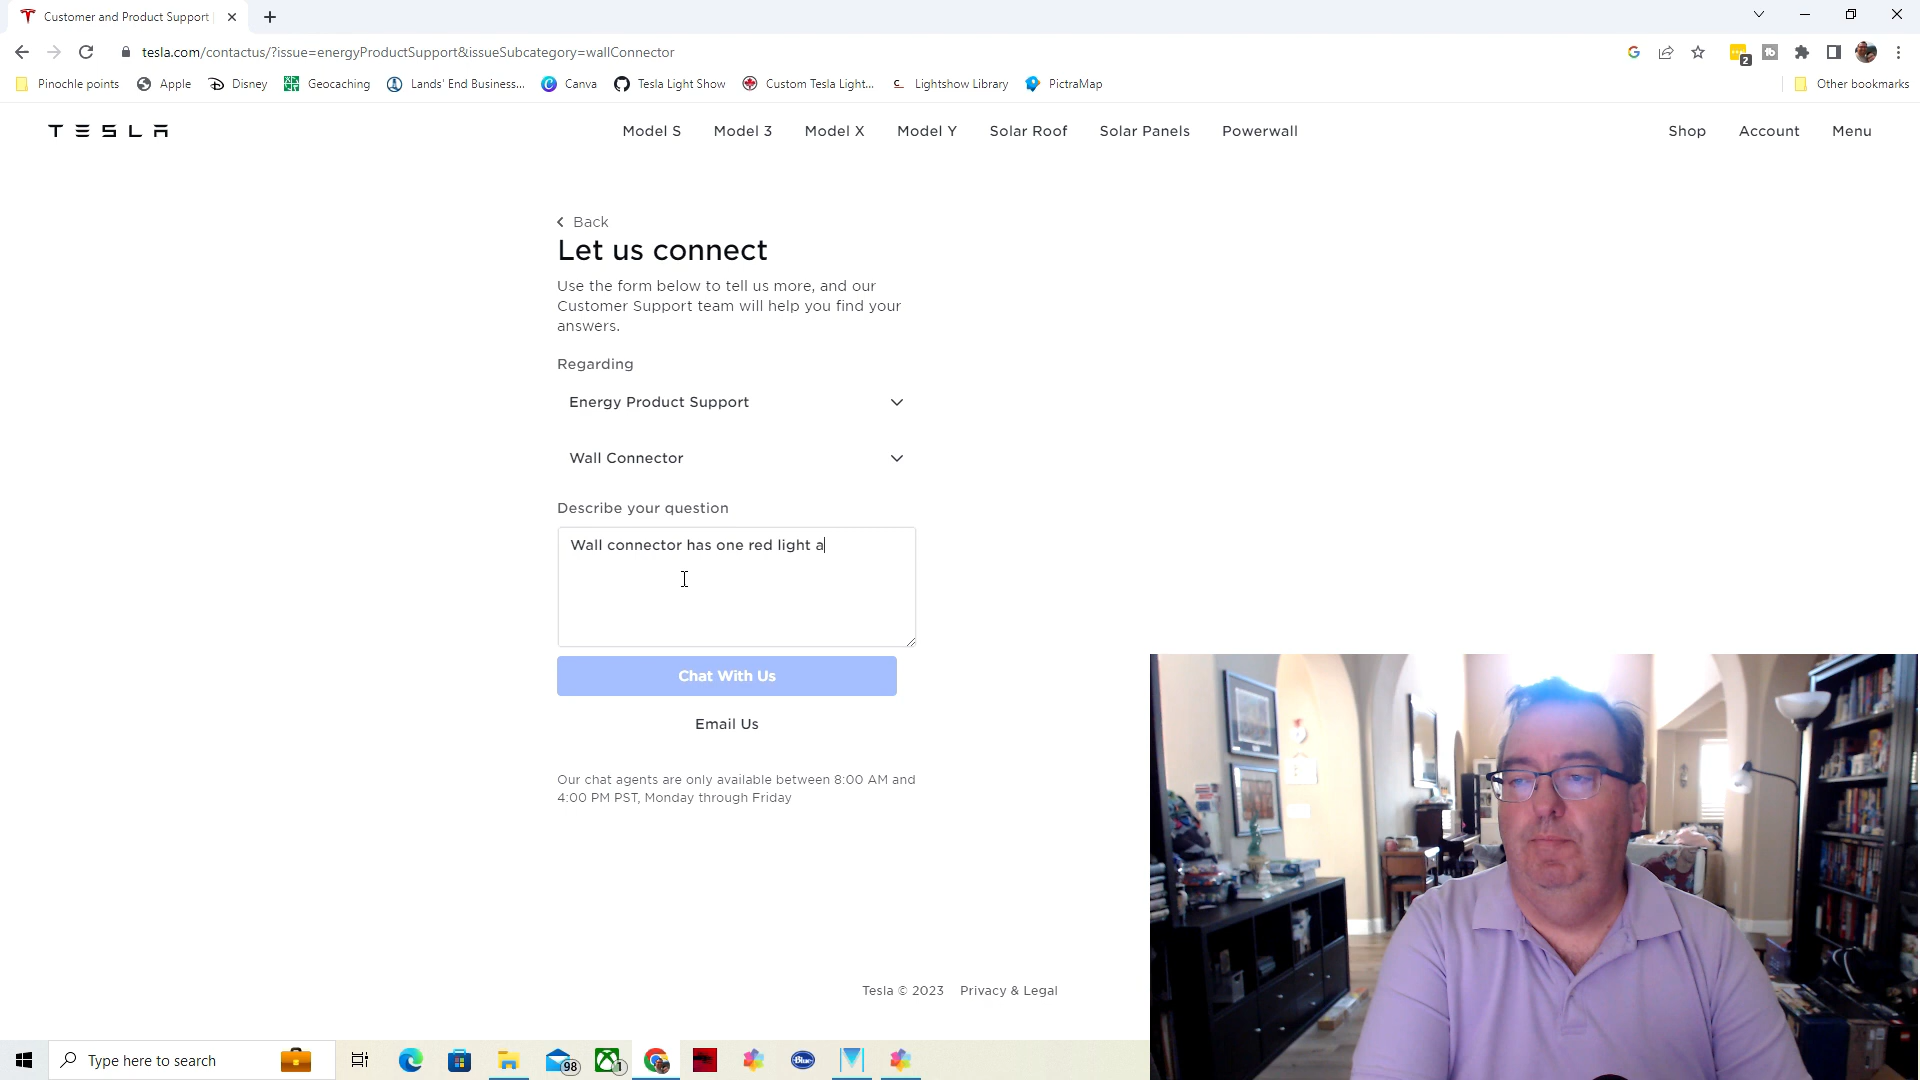 Customer and Product Support
tesla.com/contactus/?issue=energyProductSupport&issueSubcategory=wallConnector
2
Pinochle points
Apple
Disney
Geocaching
Lands' End Business...
Canva
Tesla Light Show
Custom Tesla Light...
Lightshow Library
PictraMap
Other bookmarks
TESLA
Model S
Model 3
Model X
Model Y
Solar Roof
Solar Panels
Powerwall
Shop
Account
Menu
Back
Let us connect
Use the form below to tell us more, and our
Customer Support team will help you find your
answers.
Regarding
Energy Product Support
Wall Connector
Describe your question
Wall connector has one red light a
Chat With Us
Email Us
Our chat agents are only available between 8:00 AM and
4:00 PM PST, Monday through Friday
Tesla © 2023 Privacy & Legal
Type here to search
98
1
Blue